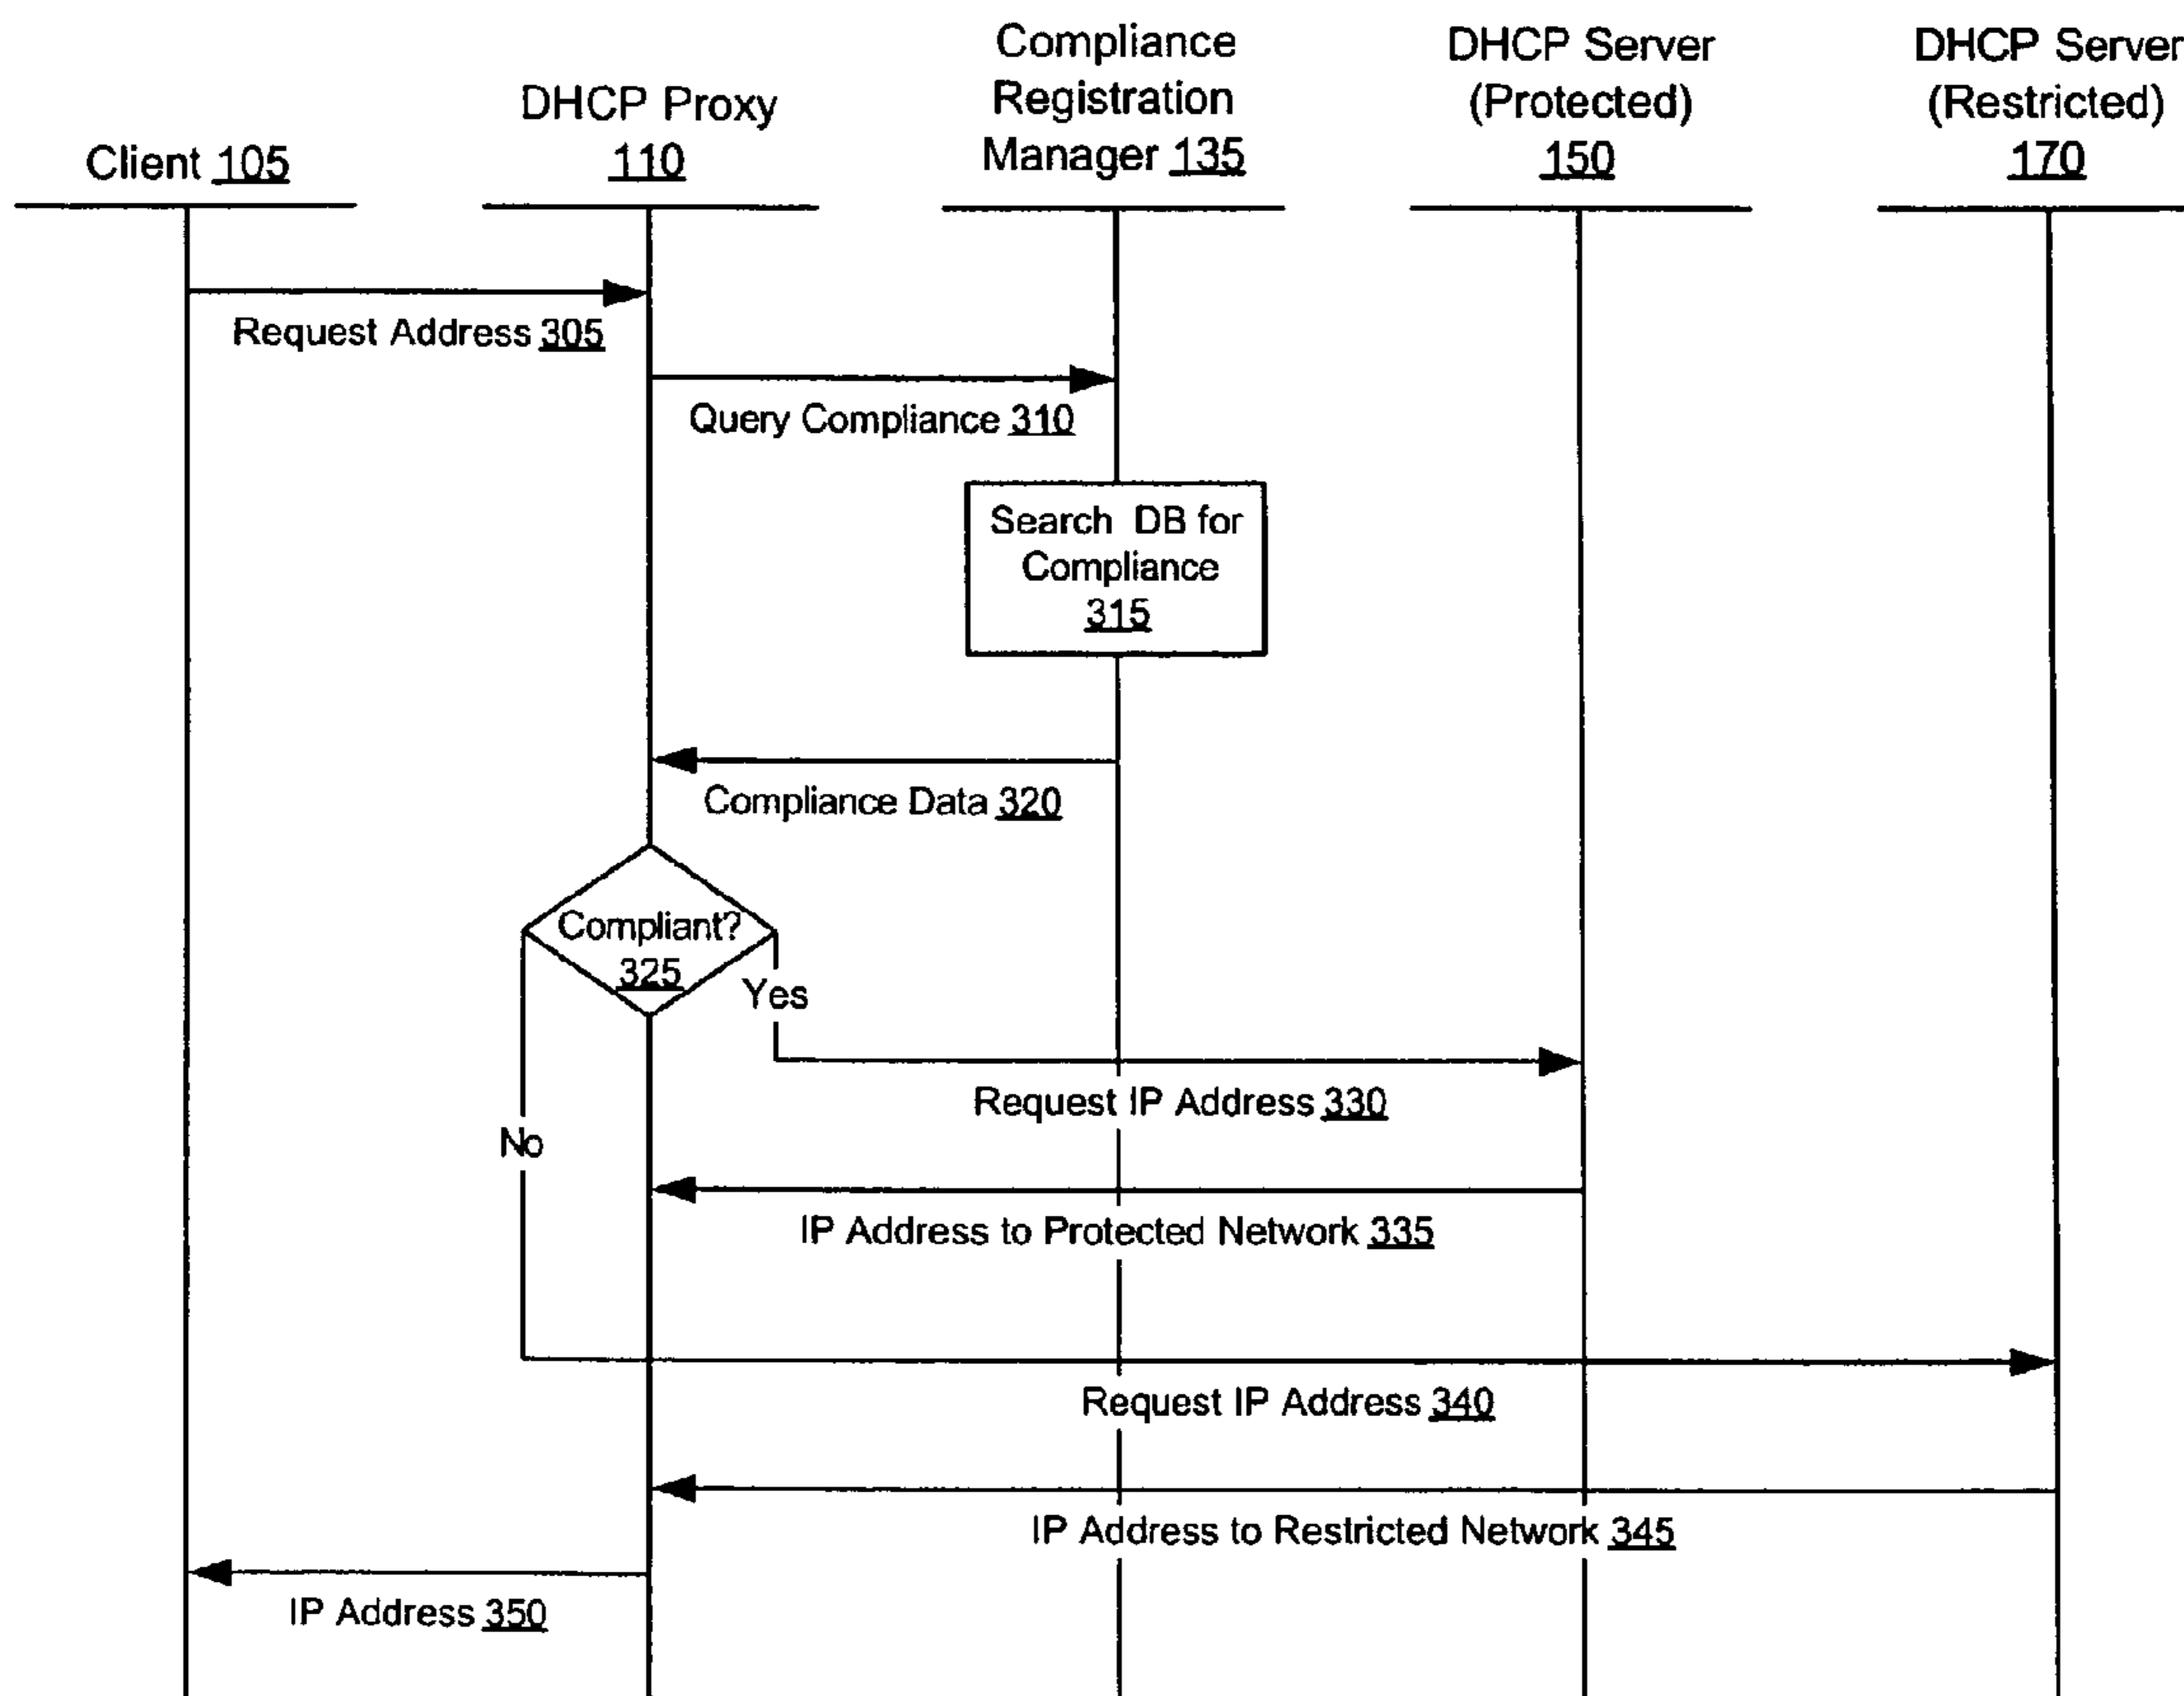 Client 105
DHCP Proxy
110
Compliance
Registration
Manager 135
DHCP Server
(Protected)
150
DHCP Server
(Restricted)
170
Request Address 305
Query Compliance 310
Search DB for
Compliance
315
Compliance Data 320
Compliant?
325
Yes
Request IP Address 330
No
IP Address to Protected Network 335
Request IP Address 340
IP Address to Restricted Network 345
IP Address 350